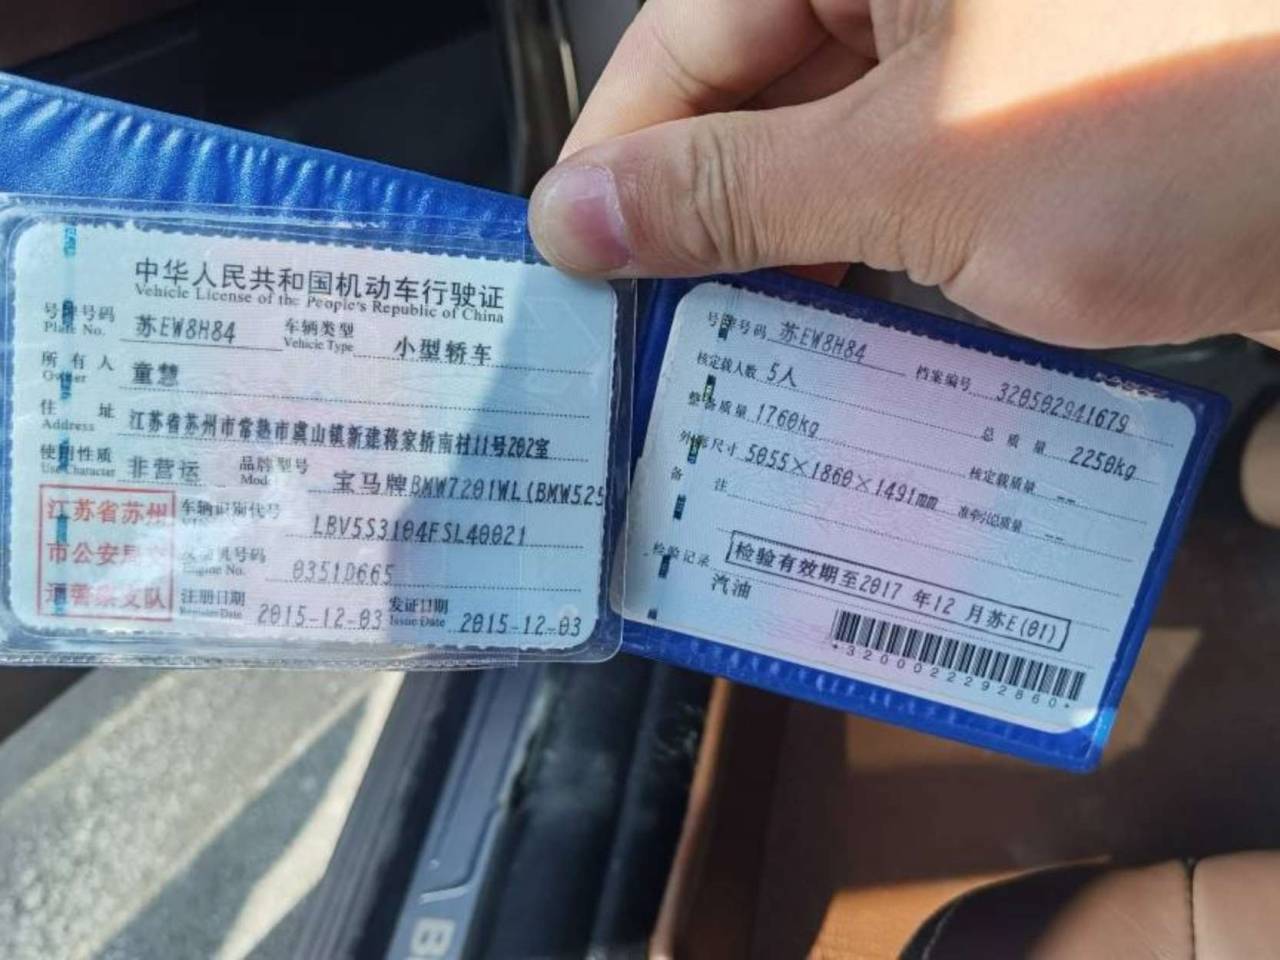 中华人民共和国机动车行驶证
Vehicle License of the People's Republic of China
号牌号码 苏EW8H84 车辆类型 小型轿车
Plate No. Vehicle Type
所有人 童慧
Owner
住址 江苏省苏州市常熟市虞山镇新建蒋家桥南村11号202室
Address
使用性质 非营运 品牌型号 宝马牌BMW7201WL(BMW525
Use Character Model
江苏省苏州
市公安局
通警察支队
车辆识别代号 LBV5S3104FSL40021
发动机号码 0351D665
Engine No.
注册日期 2015-12-03 发证日期 2015-12-03
Issue Date
号牌号码 苏EW8H84 档案编号 320502941679
核定载人数 5人 总质量 2250kg
整备质量 1760kg 核定载质量 --
外廓尺寸 5055×1860×1491mm 准牵引总质量 --
备注
检验记录 检验有效期至2017 年12 月苏E(01)
汽油
*3200022292860*
B